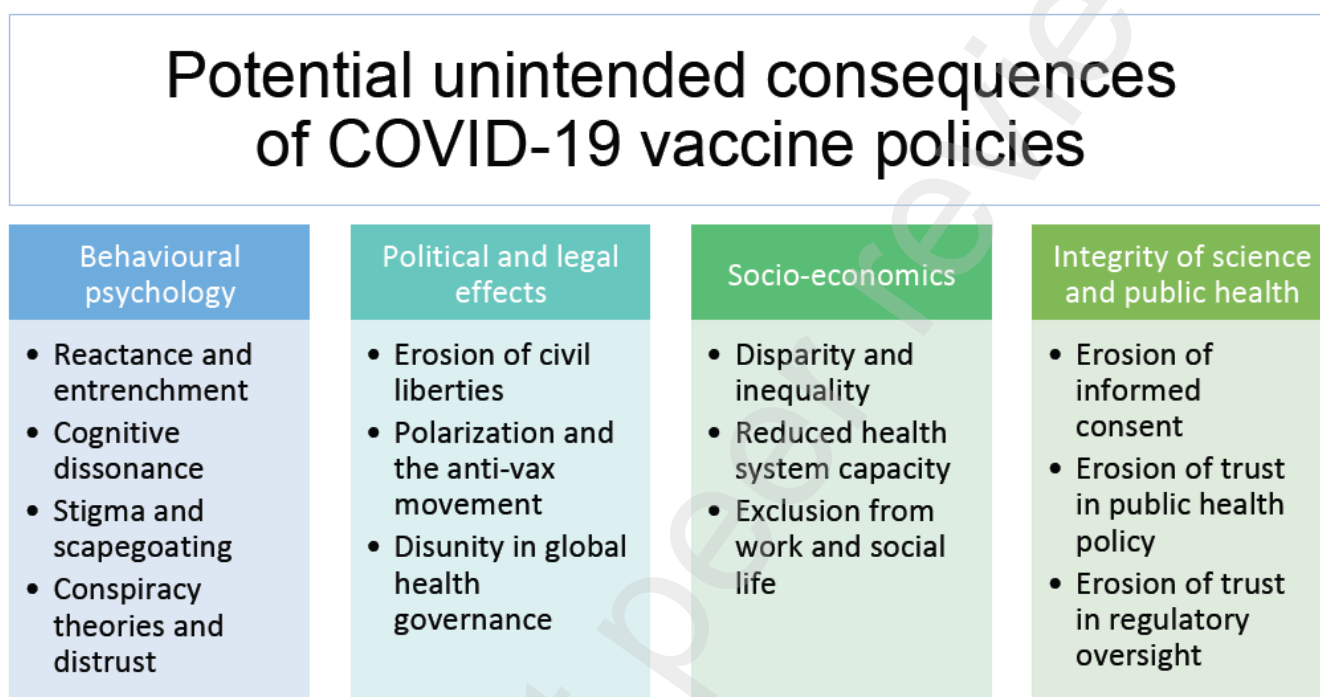 Potential unintended consequences
of COVID-19 vaccine policies
Behavioural
psychology
• Reactance and
entrenchment
• Cognitive
dissonance
• Stigma and
scapegoating
• Conspiracy
theories and
distrust
Political and legal
effects
• Erosion of civil
liberties
• Polarization and
the anti-vax
movement
• Disunity in global
health
governance
Socio-economics
• Disparity and
inequality
• Reduced health
system capacity
• Exclusion from
work and social
life
Integrity of science
and public health
• Erosion of
informed
consent
• Erosion of trust
in public health
policy
• Erosion of trust
in regulatory
oversight
peer